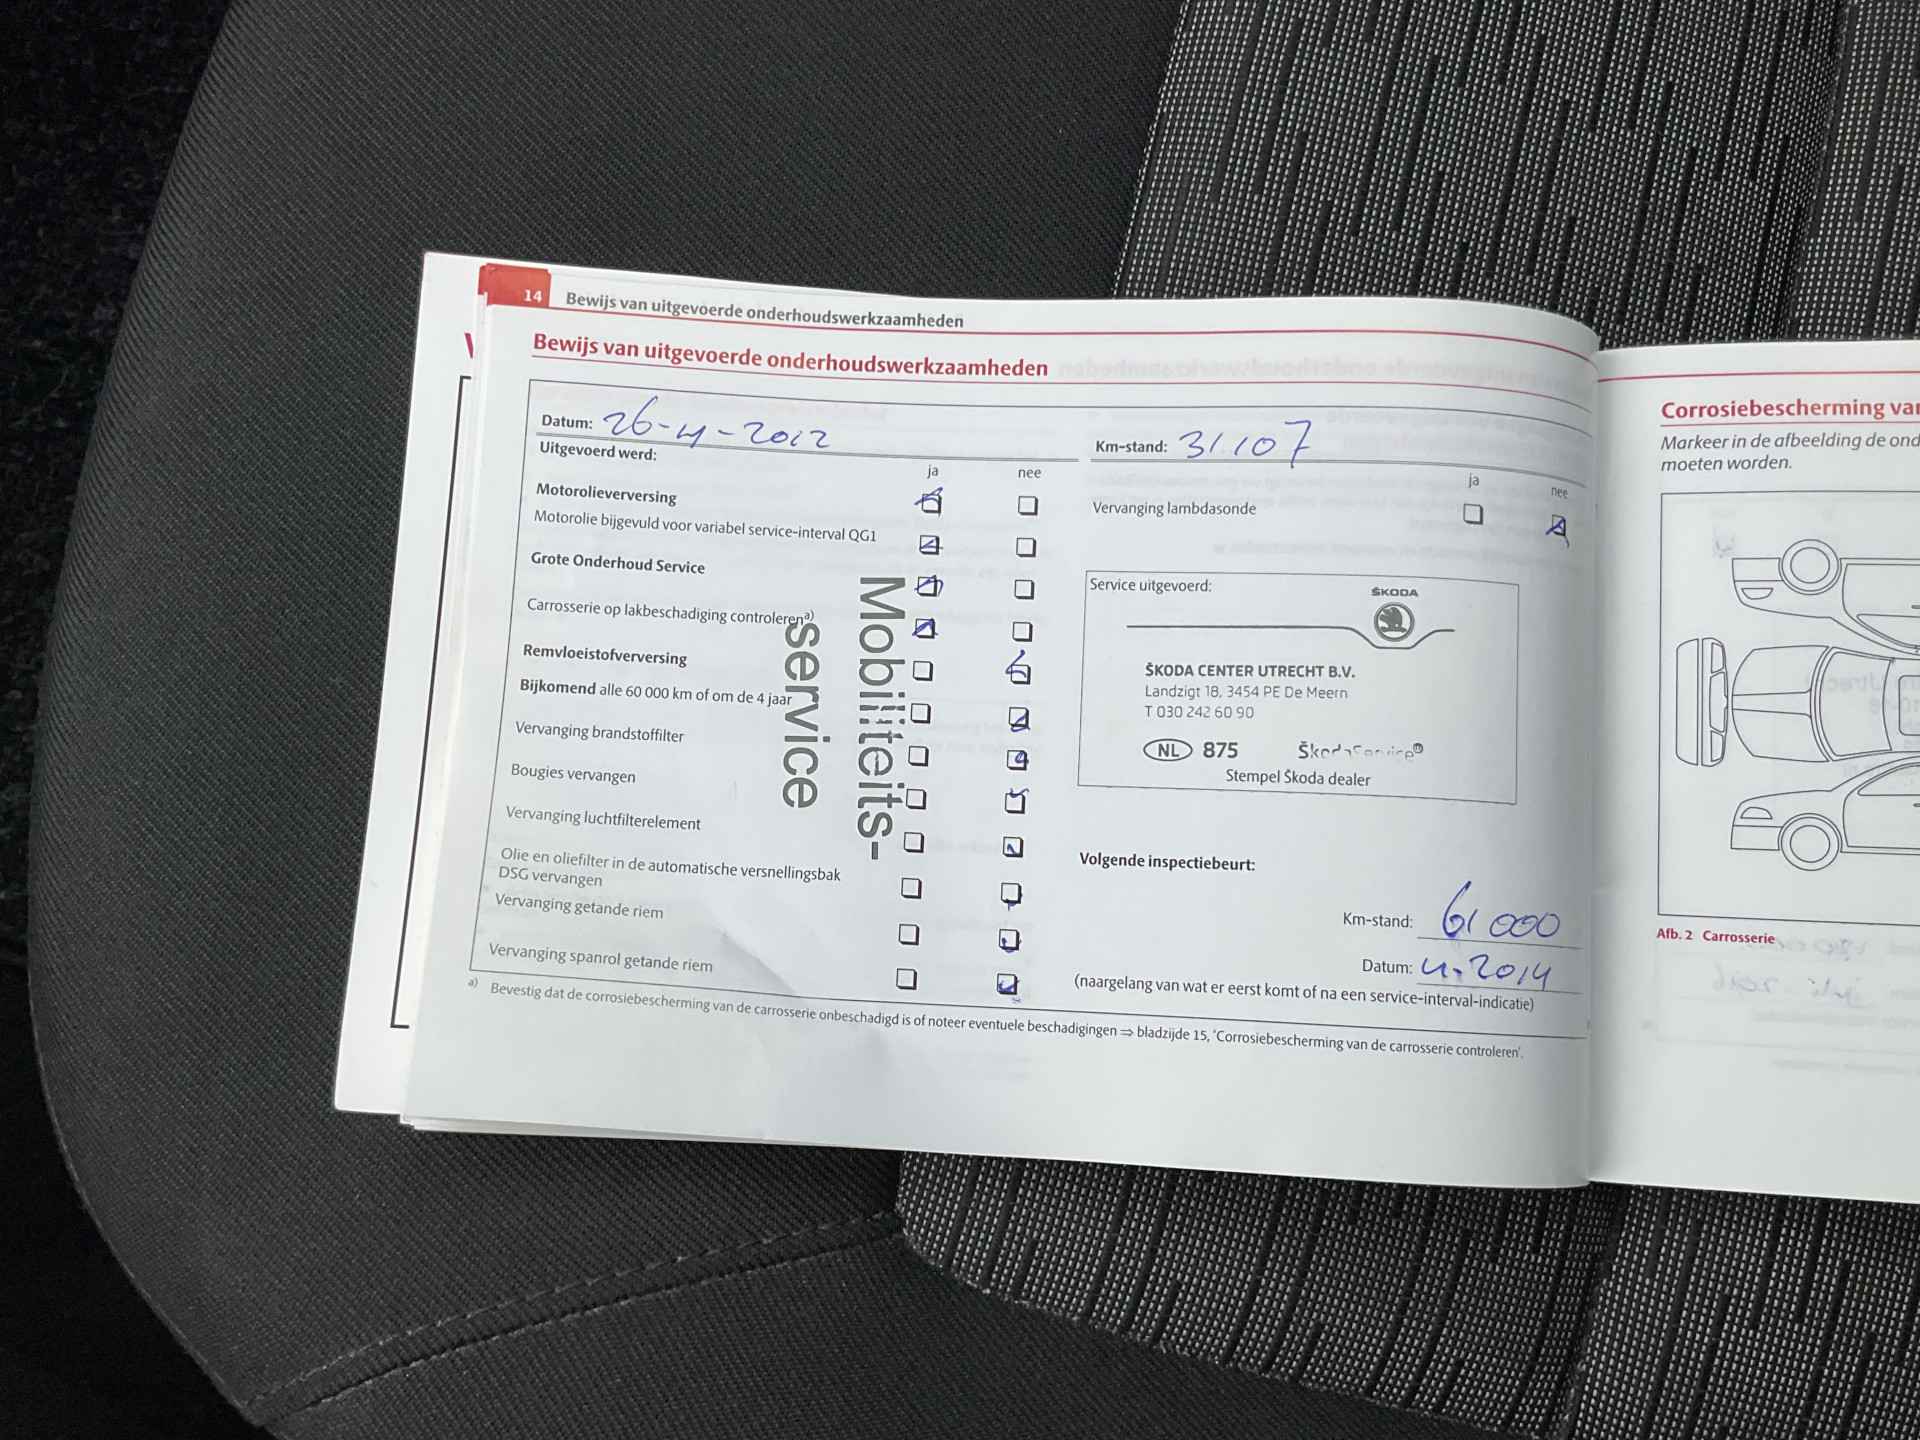 14 Bewijs van uitgevoerde onderhoudswerkzaamheden
Bewijs van uitgevoerde onderhoudswerkzaamheden
Datum: 26-4-2012
Uitgevoerd werd:
ja nee
Motorolieverversing
Motorolie bijgevuld voor variabel service-interval QG1
Grote Onderhoud Service
Carrosserie op lakbeschadiging controleren a)
Remvloeistofverversing
Bijkomend alle 60 000 km of om de 4 jaar
Vervanging brandstoffilter
Bougies vervangen
Vervanging luchtfilterelement
Olie en oliefilter in de automatische versnellingsbak
DSG vervangen
Vervanging getande riem
Vervanging spanrol getande riem
Mobiliteits-
service
Km-stand: 31.107
ja nee
Vervanging lambdasonde
Service uitgevoerd:
ŠKODA
ŠKODA CENTER UTRECHT B.V.
Landzigt 18, 3454 PE De Meern
T 030 242 60 90
NL 875 ŠkodaService®
Stempel Škoda dealer
Volgende inspectiebeurt:
Km-stand: 61 000
Datum: 4-2014
(naargelang van wat er eerst komt of na een service-interval-indicatie)
a) Bevestig dat de corrosiebescherming van de carrosserie onbeschadigd is of noteer eventuele beschadigingen ⇒ bladzijde 15, 'Corrosiebescherming van de carrosserie controleren'.
Corrosiebescherming van
Markeer in de afbeelding de ond
moeten worden.
Afb. 2 Carrosserie